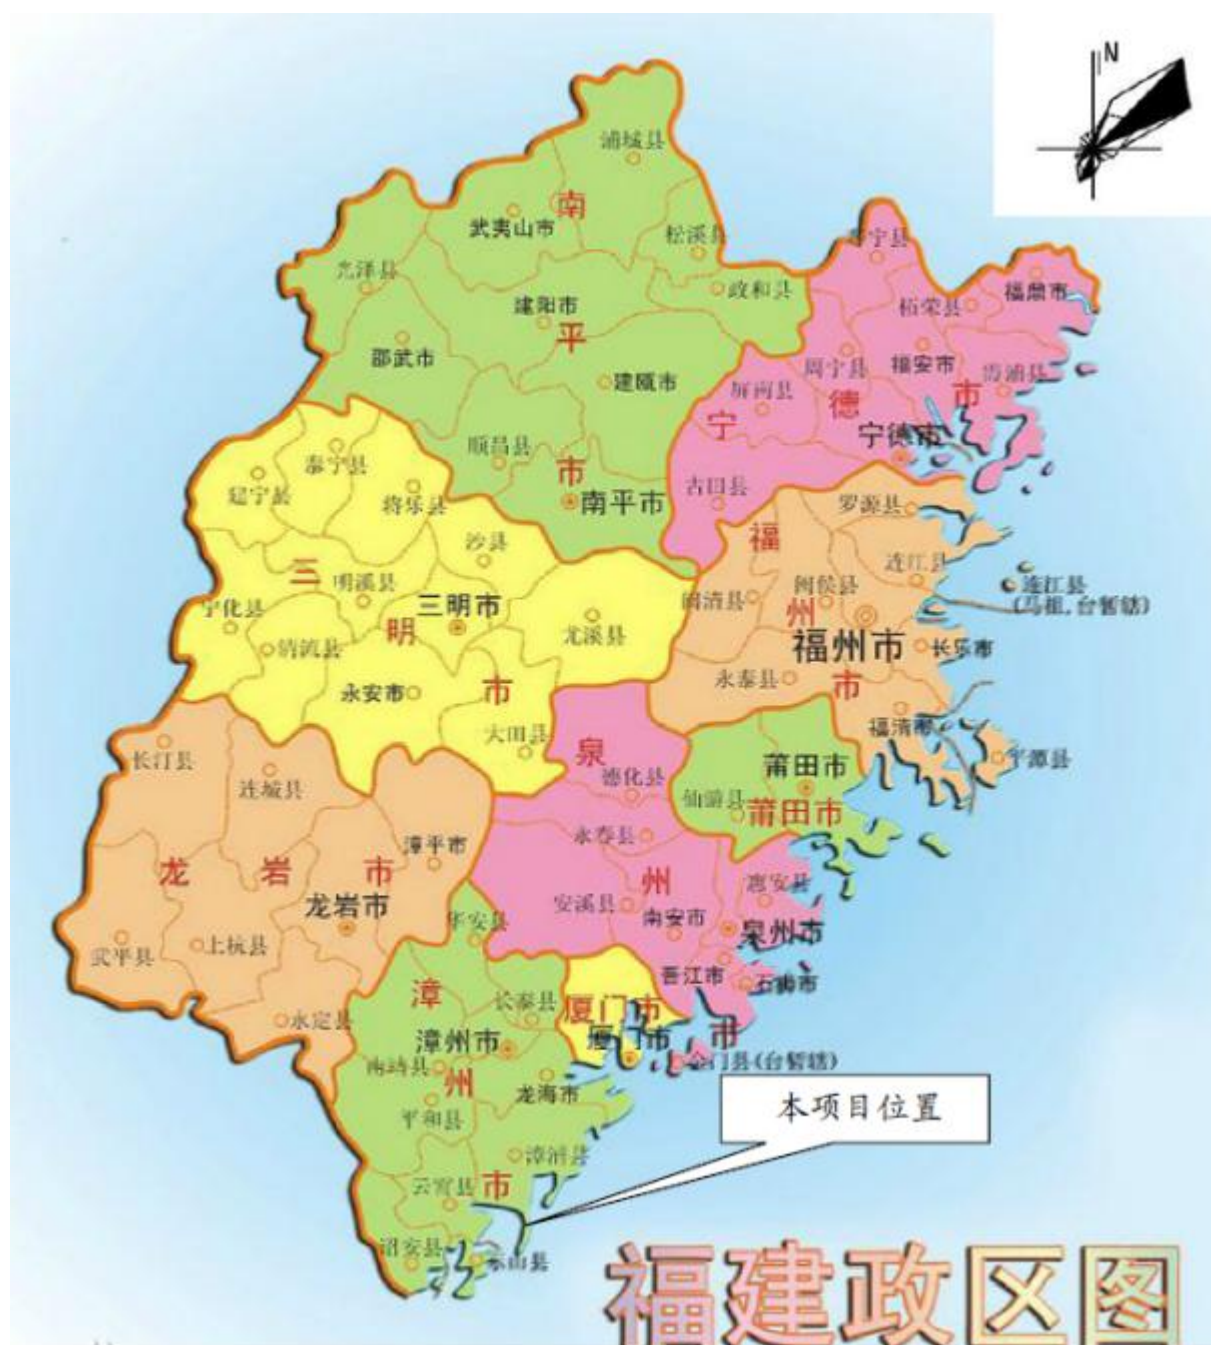 N
浦城县
南
武夷山市
松溪县
寿宁县
光泽县
政和县
福鼎市
建阳市
柘荣县
平
邵武市
周宁县
福安市
霞浦县
建瓯市
屏南县
德
市
宁
宁德市
顺昌县
市
南平市
古田县
泰宁县
建宁县
将乐县
罗源县
福
沙县
连江县
三
明溪县
闽侯县
连江县
(马祖,台暂辖)
闽清县
宁化县
三明市
州
明
尤溪县
清流县
福州市
长乐市
永安市
市
永泰县
市
福清市
大田县
泉
长汀县
莆田市
平潭县
连城县
德化县
仙游县
莆田市
永春县
漳平市
龙
岩
市
州
惠安县
龙岩市
安溪县
南安市
华安县
泉州市
武平县
上杭县
晋江市
石狮市
漳
长泰县
厦门市
永定县
漳州市
厦门市
市
南靖县
金门县(台暂辖)
州
龙海市
平和县
本项目位置
漳浦县
云霄县
市
诏安县
东山县
福建政区图